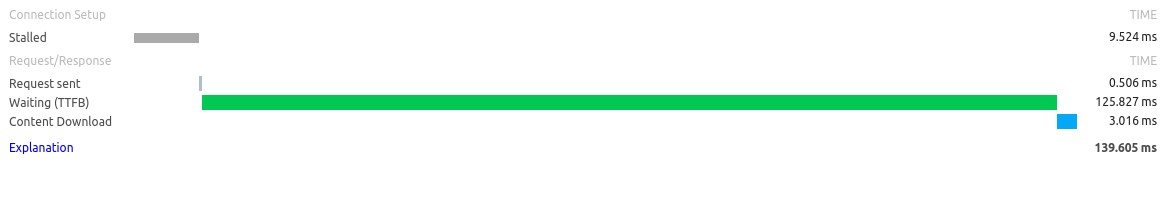 Connection Setup TIME
Stalled 9.524 ms
Request/Response TIME
Request sent 0.506 ms
Waiting (TTFB) 125.827 ms
Content Download 3.016 ms
Explanation 139.605 ms